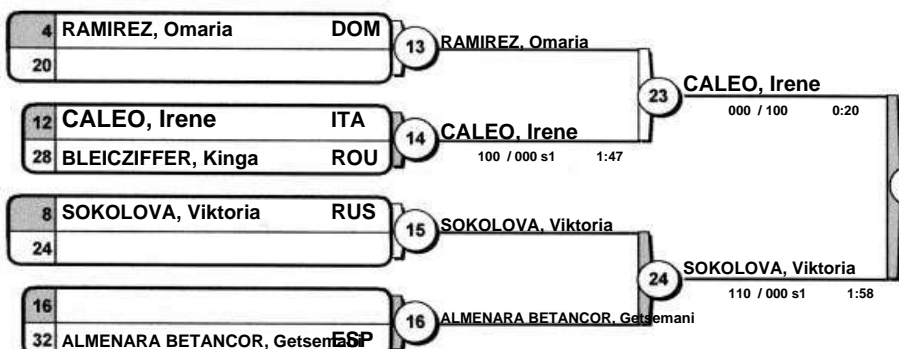 4 RAMIREZ, Omaria DOM
20
13 RAMIREZ, Omaria
12 CALEO, Irene ITA
28 BLEICZIFFER, Kinga ROU
14 CALEO, Irene
100 / 000 s1 1:47
23 CALEO, Irene
000 / 100 0:20
8 SOKOLOVA, Viktoria RUS
24
15 SOKOLOVA, Viktoria
16
32 ALMENARA BETANCOR, Getsemani ESP
16 ALMENARA BETANCOR, Getsemani
24 SOKOLOVA, Viktoria
110 / 000 s1 1:58